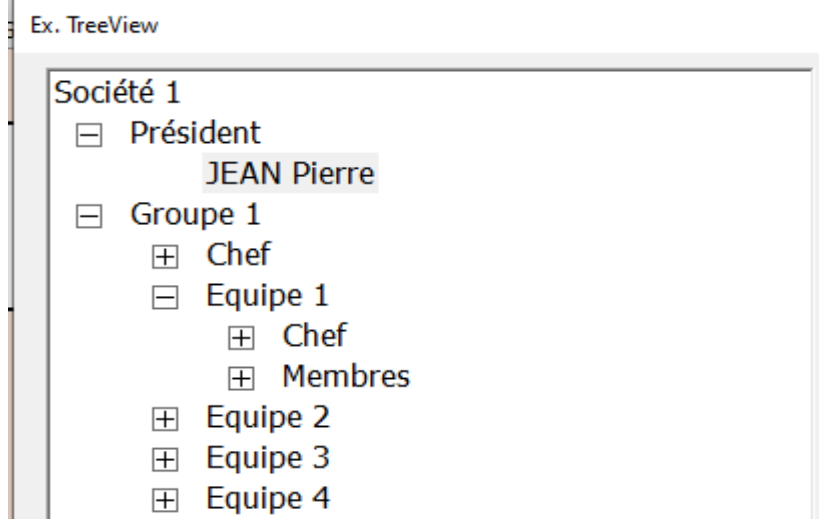 Ex. TreeView
Société 1
Président
JEAN Pierre
Groupe 1
Chef
Equipe 1
Chef
Membres
Equipe 2
Equipe 3
Equipe 4